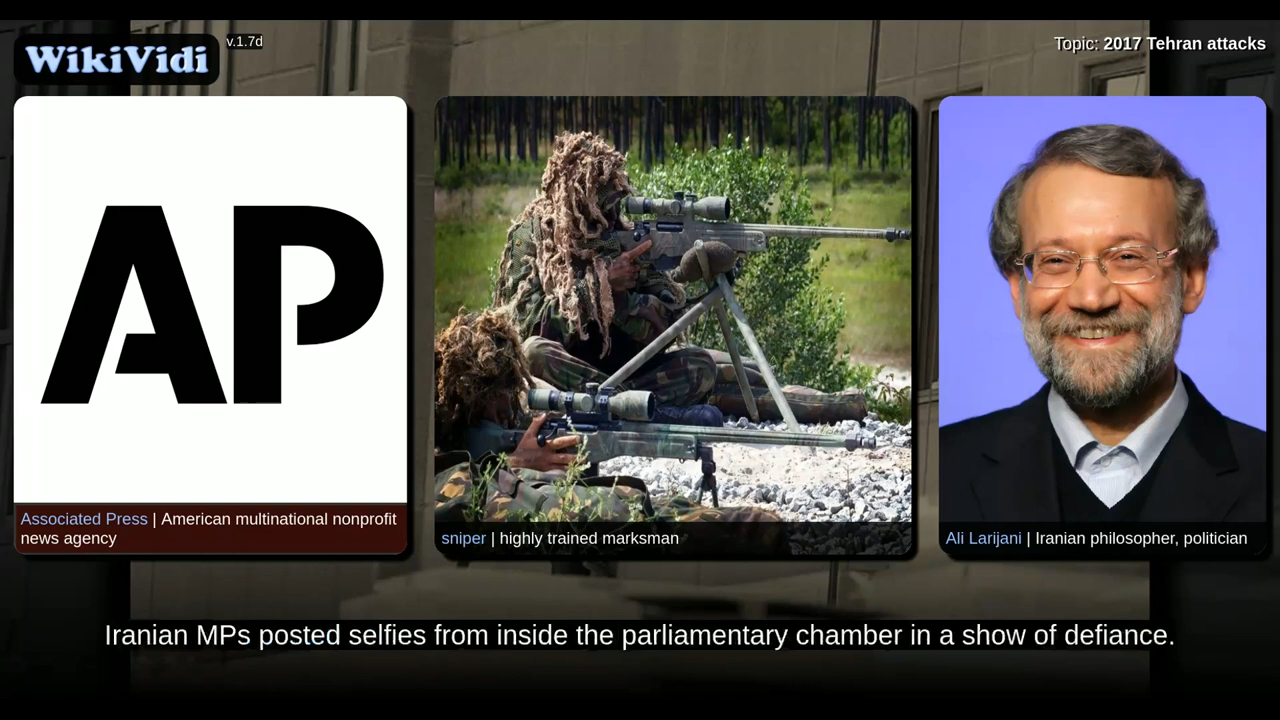 WikiVidi
v.1.7d
Topic: 2017 Tehran attacks
AP
Associated Press | American multinational nonprofit
news agency
sniper | highly trained marksman
Ali Larijani | Iranian philosopher, politician
Iranian MPs posted selfies from inside the parliamentary chamber in a show of defiance.